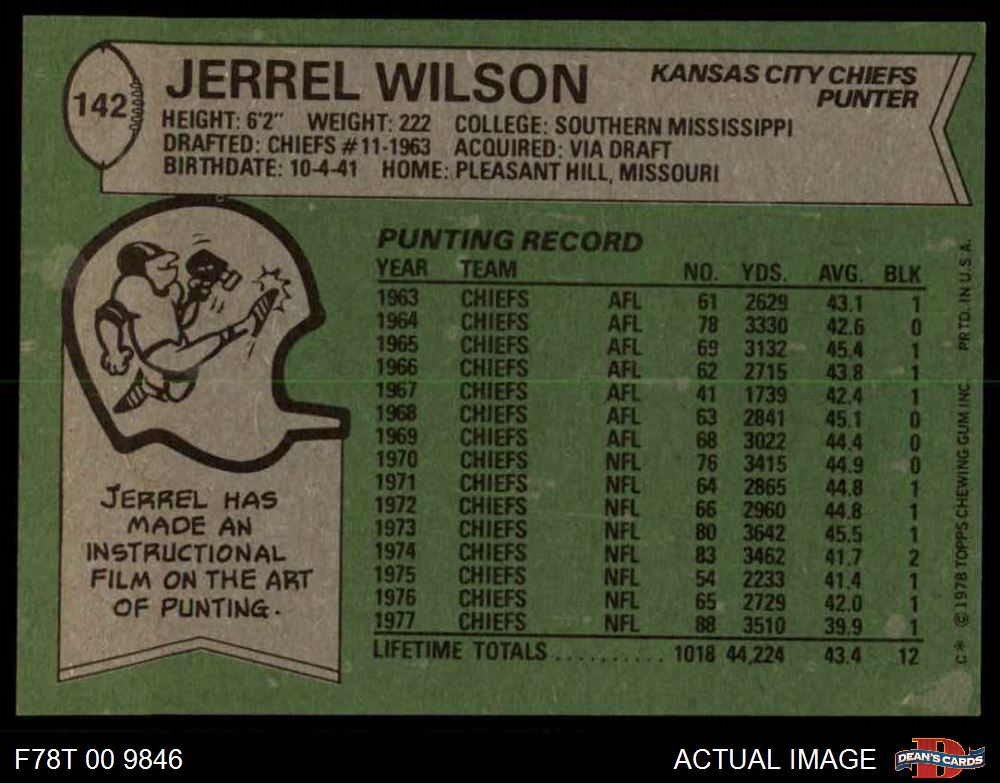 142
JERREL WILSON
KANSAS CITY CHIEFS
PUNTER
HEIGHT: 6'2" WEIGHT: 222 COLLEGE: SOUTHERN MISSISSIPPI
DRAFTED: CHIEFS #11-1963 ACQUIRED: VIA DRAFT
BIRTHDATE: 10-4-41 HOME: PLEASANT HILL, MISSOURI
JERREL HAS
MADE AN
INSTRUCTIONAL
FILM ON THE ART
OF PUNTING.
PUNTING RECORD
YEAR TEAM NO. YDS. AVG. BLK
1963 CHIEFS AFL 61 2629 43.1 1
1964 CHIEFS AFL 78 3330 42.6 0
1965 CHIEFS AFL 69 3132 45.4 1
1966 CHIEFS AFL 62 2715 43.8 1
1967 CHIEFS AFL 41 1739 42.4 1
1968 CHIEFS AFL 63 2841 45.1 0
1969 CHIEFS AFL 68 3022 44.4 0
1970 CHIEFS NFL 76 3415 44.9 0
1971 CHIEFS NFL 64 2865 44.8 1
1972 CHIEFS NFL 66 2960 44.8 1
1973 CHIEFS NFL 80 3642 45.5 1
1974 CHIEFS NFL 83 3462 41.7 2
1975 CHIEFS NFL 54 2233 41.4 1
1976 CHIEFS NFL 65 2729 42.0 1
1977 CHIEFS NFL 88 3510 39.9 1
LIFETIME TOTALS .......... 1018 44,224 43.4 12
C* © 1978 TOPPS CHEWING GUM INC. PRTD. IN U.S.A.
F78T 00 9846
ACTUAL IMAGE
D
DEAN'S CARDS